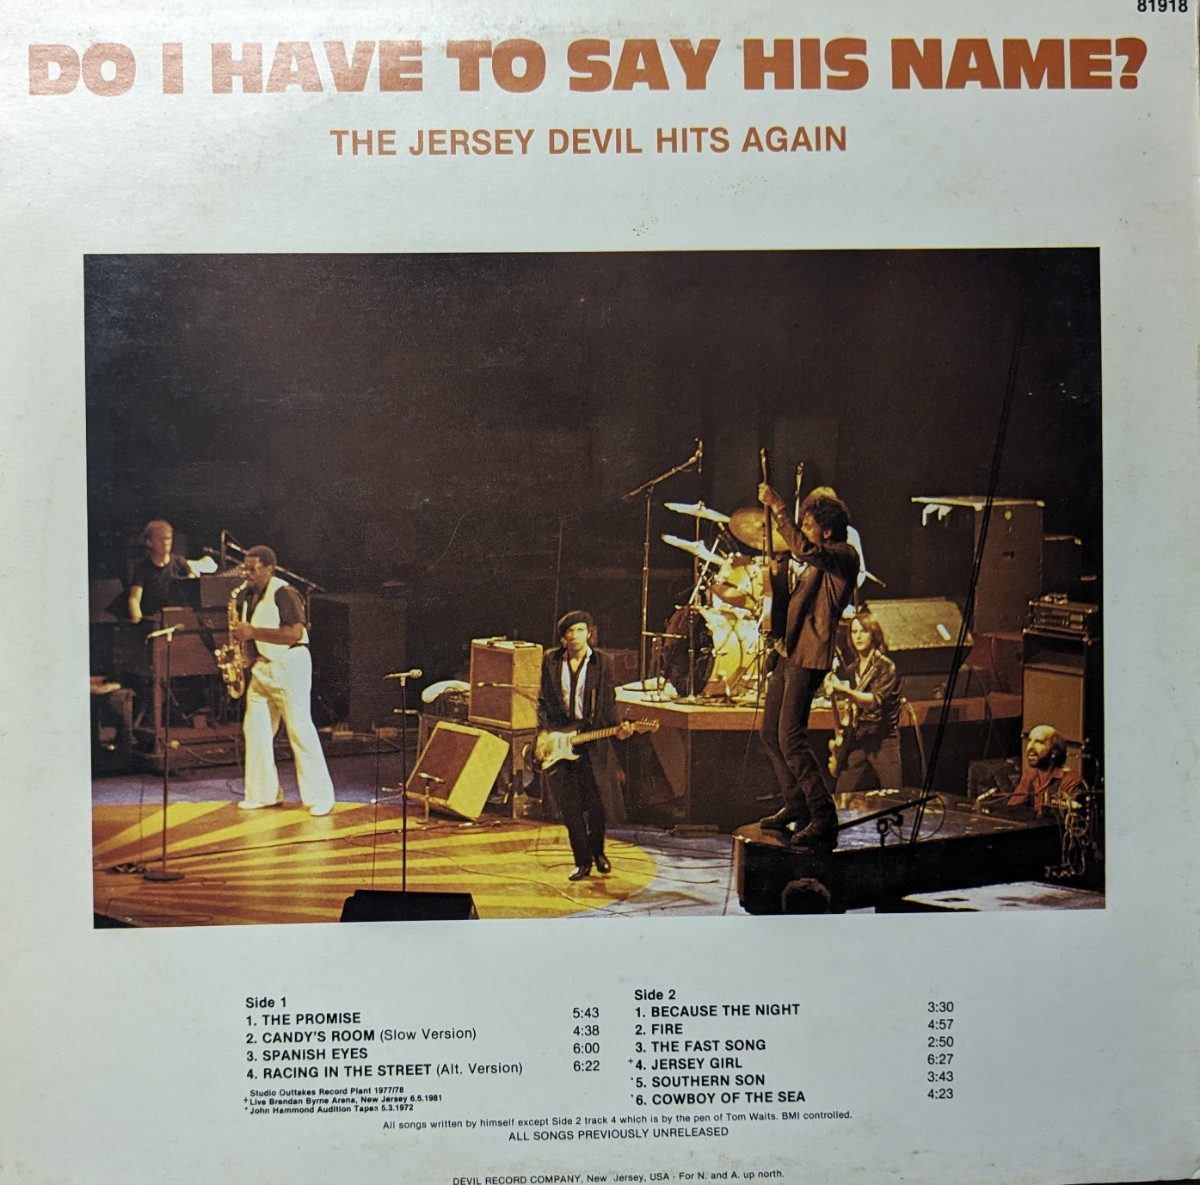 81918
DO I HAVE TO SAY HIS NAME?
THE JERSEY DEVIL HITS AGAIN
Side 1
1. THE PROMISE 5:43
2. CANDY'S ROOM (Slow Version) 4:38
3. SPANISH EYES 6:00
4. RACING IN THE STREET (Alt. Version) 6:22
Studio Outtakes Record Plant 1977/78
+Live Brendan Byrne Arena, New Jersey 6.5.1981
*John Hammond Audition Tapes 5.3.1972
Side 2
1. BECAUSE THE NIGHT 3:30
2. FIRE 4:57
3. THE FAST SONG 2:50
+4. JERSEY GIRL 6:27
*5. SOUTHERN SON 3:43
*6. COWBOY OF THE SEA 4:23
All songs written by himself except Side 2 track 4 which is by the pen of Tom Waits. BMI controlled.
ALL SONGS PREVIOUSLY UNRELEASED
DEVIL RECORD COMPANY, New Jersey, USA - For N. and A. up north.